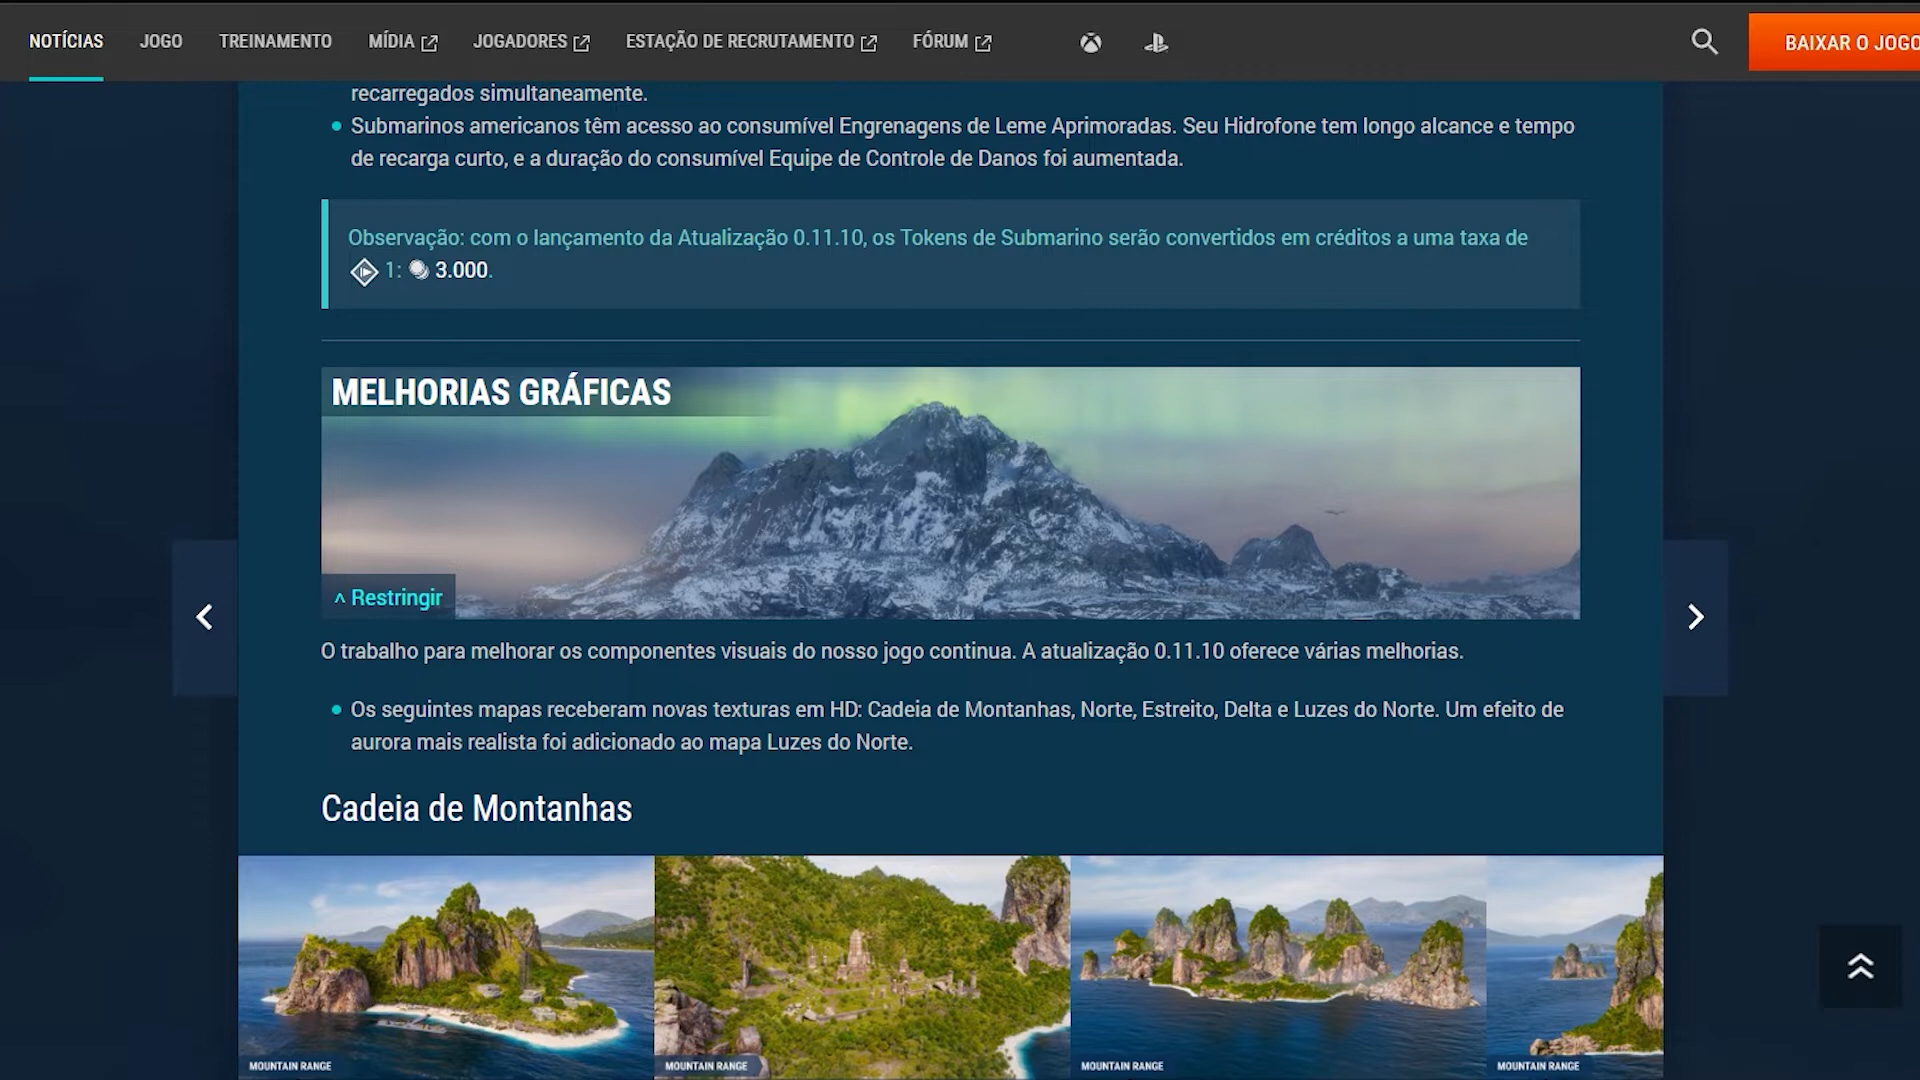 NOTÍCIAS JOGO TREINAMENTO MÍDIA JOGADORES ESTAÇÃO DE RECRUTAMENTO FÓRUM BAIXAR O JOGO
recarregados simultaneamente.
Submarinos americanos têm acesso ao consumível Engrenagens de Leme Aprimoradas. Seu Hidrofone tem longo alcance e tempo
de recarga curto, e a duração do consumível Equipe de Controle de Danos foi aumentada.
Observação: com o lançamento da Atualização 0.11.10, os Tokens de Submarino serão convertidos em créditos a uma taxa de
1: 3.000.
MELHORIAS GRÁFICAS
^ Restringir
O trabalho para melhorar os componentes visuais do nosso jogo continua. A atualização 0.11.10 oferece várias melhorias.
Os seguintes mapas receberam novas texturas em HD: Cadeia de Montanhas, Norte, Estreito, Delta e Luzes do Norte. Um efeito de
aurora mais realista foi adicionado ao mapa Luzes do Norte.
Cadeia de Montanhas
MOUNTAIN RANGE MOUNTAIN RANGE MOUNTAIN RANGE MOUNTAIN RANGE